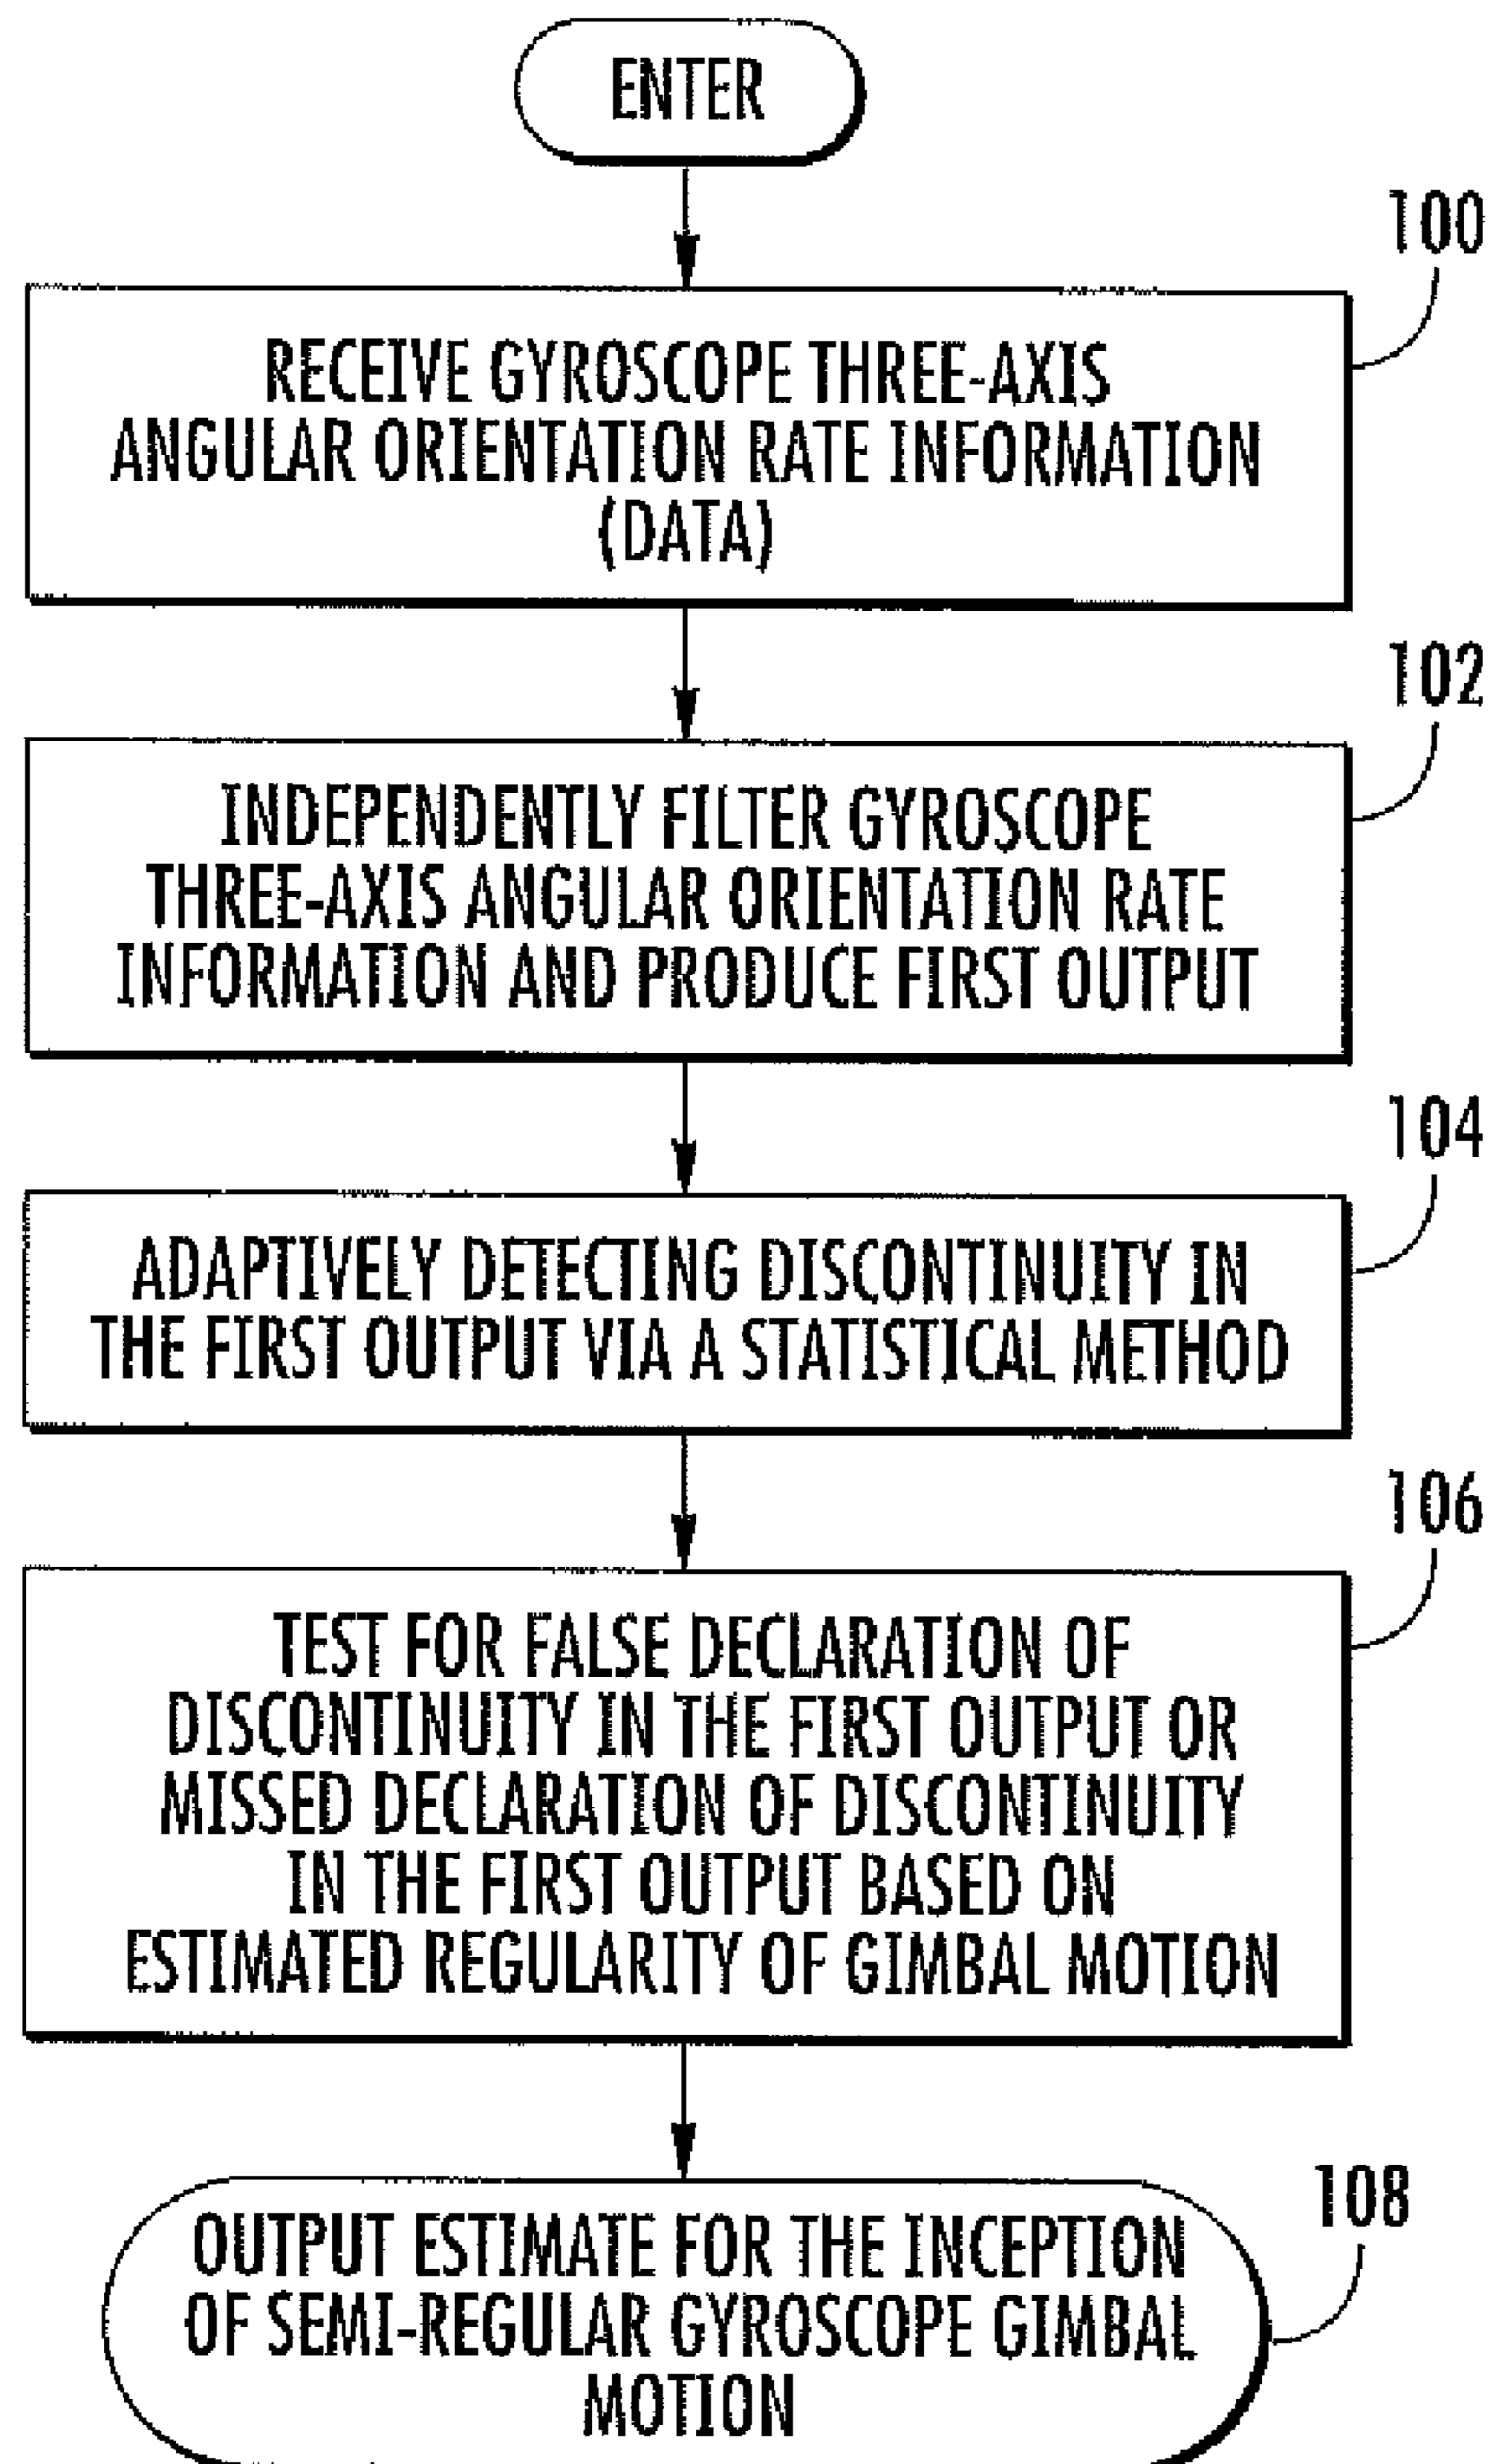 ENTER
100
RECEIVE GYROSCOPE THREE-AXIS
ANGULAR ORIENTATION RATE INFORMATION
(DATA)
102
INDEPENDENTLY FILTER GYROSCOPE
THREE-AXIS ANGULAR ORIENTATION RATE
INFORMATION AND PRODUCE FIRST OUTPUT
104
ADAPTIVELY DETECTING DISCONTINUITY IN
THE FIRST OUTPUT VIA A STATISTICAL METHOD
106
TEST FOR FALSE DECLARATION OF
DISCONTINUITY IN THE FIRST OUTPUT OR
MISSED DECLARATION OF DISCONTINUITY
IN THE FIRST OUTPUT BASED ON
ESTIMATED REGULARITY OF GIMBAL MOTION
108
OUTPUT ESTIMATE FOR THE INCEPTION
OF SEMI-REGULAR GYROSCOPE GIMBAL
MOTION